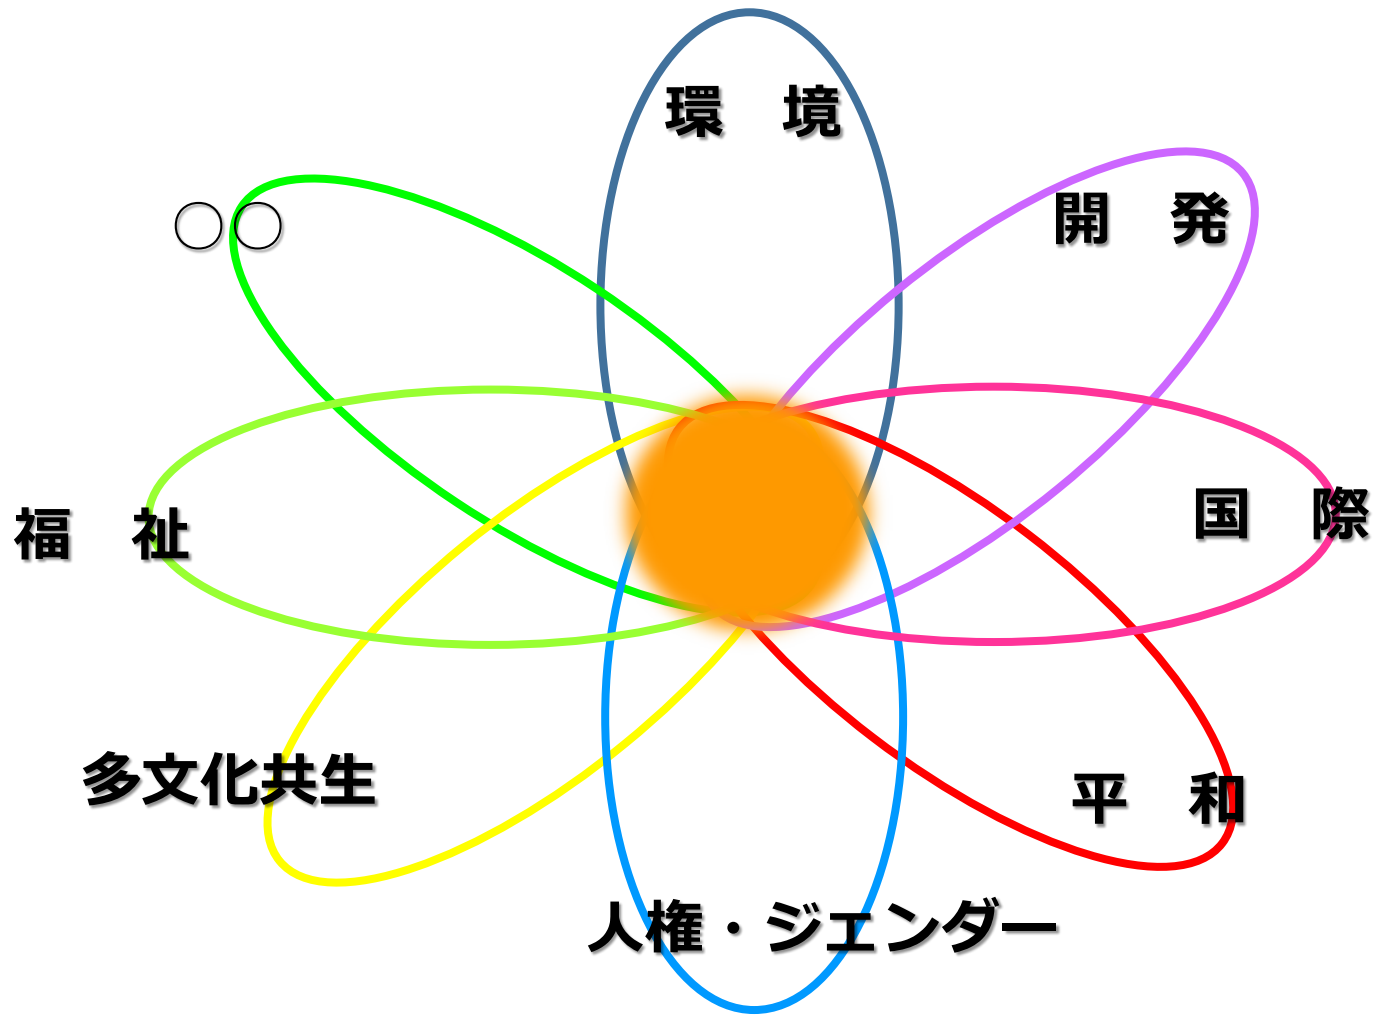 環　境
開　発
〇〇
国　際
福　祉
多文化共生
平　和
人権・ジェンダー